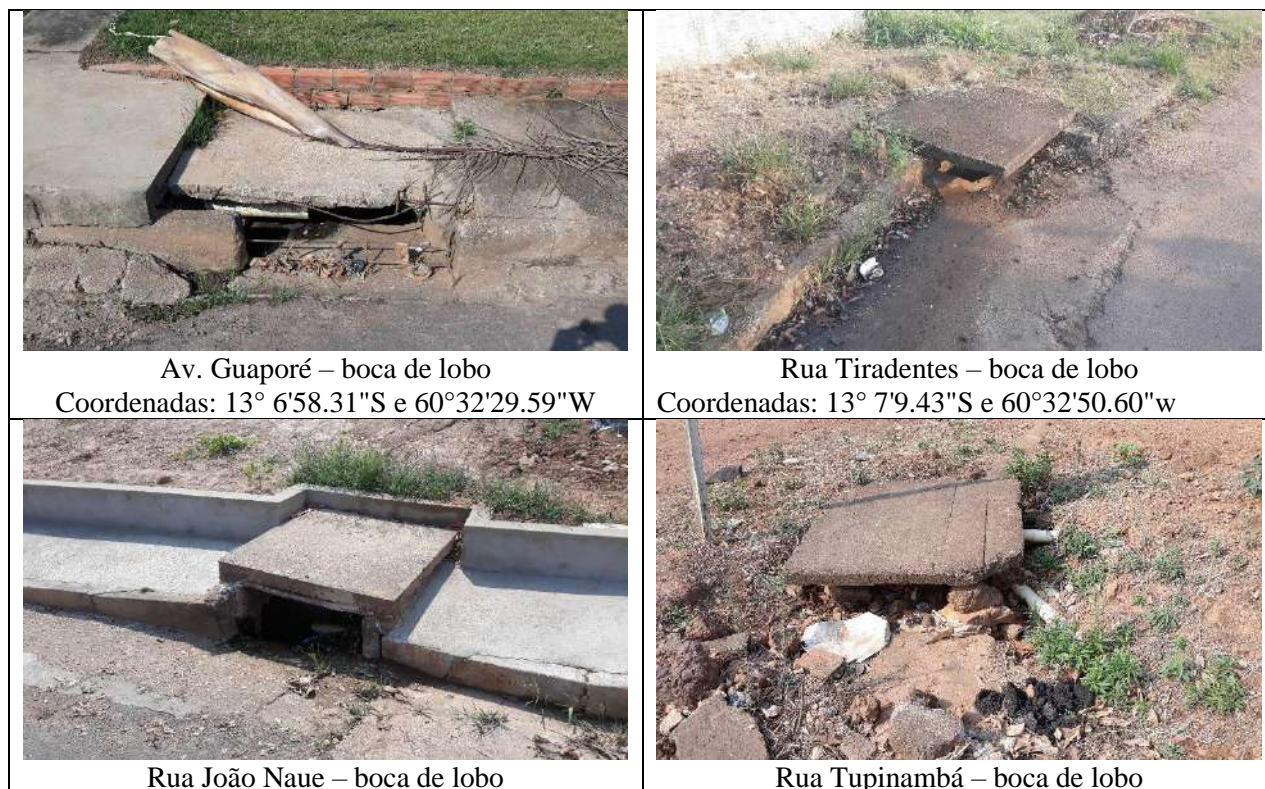 Av. Guaporé – boca de lobo
Coordenadas: 13° 6'58.31"S e 60°32'29.59"W
Rua Tiradentes – boca de lobo
Coordenadas: 13° 7'9.43"S e 60°32'50.60"w
Rua João Naue – boca de lobo
Rua Tupinambá – boca de lobo